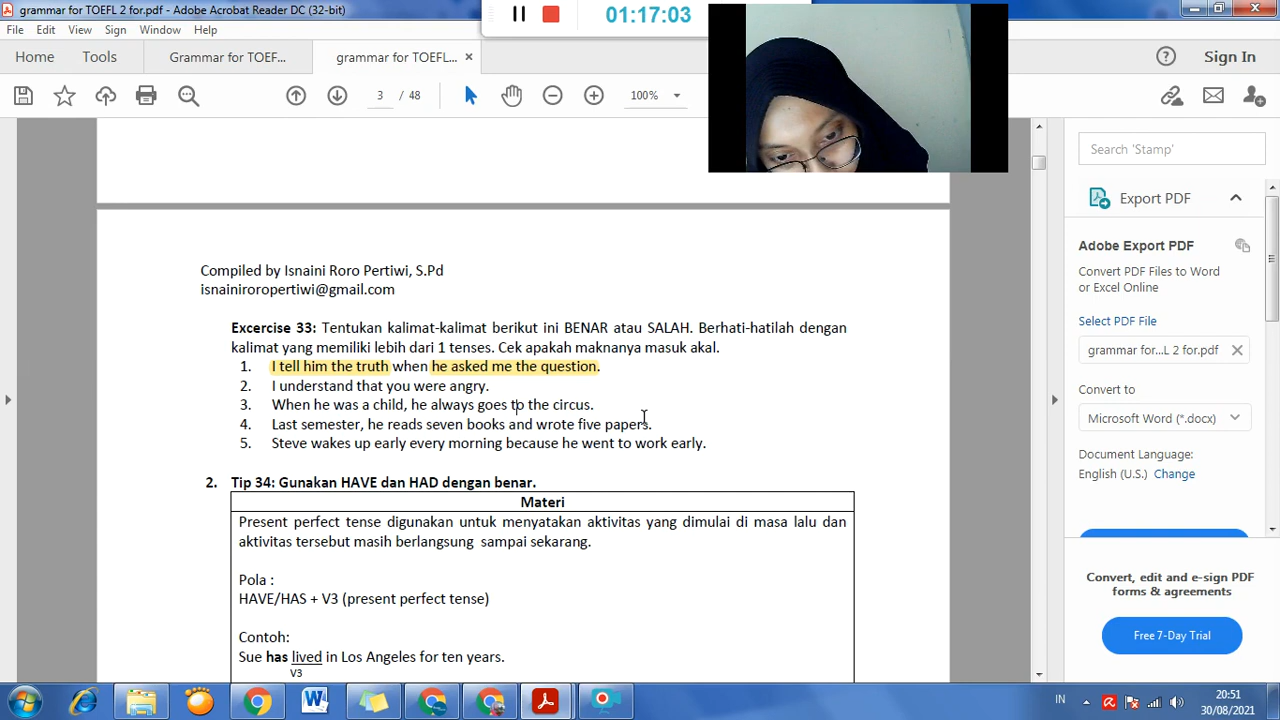 grammar for TOEFL 2 for.pdf - Adobe Acrobat Reader DC (32-bit)
01:17:03
File Edit View Sign Window Help
Home Tools Grammar for TOEF... grammar for TOEFL... × Sign In
3 / 48 100%
Search 'Stamp'
Export PDF
Adobe Export PDF
Convert PDF Files to Word
or Excel Online
Select PDF File
grammar for...L 2 for.pdf
Convert to
Microsoft Word (*.docx)
Document Language:
English (U.S.) Change
Convert, edit and e-sign PDF
forms & agreements
Free 7-Day Trial
Compiled by Isnaini Roro Pertiwi, S.Pd
isnainiroropertiwi@gmail.com
Excercise 33: Tentukan kalimat-kalimat berikut ini BENAR atau SALAH. Berhati-hatilah dengan
kalimat yang memiliki lebih dari 1 tenses. Cek apakah maknanya masuk akal.
1. I tell him the truth when he asked me the question.
2. I understand that you were angry.
3. When he was a child, he always goes to the circus.
4. Last semester, he reads seven books and wrote five papers.
5. Steve wakes up early every morning because he went to work early.
2. Tip 34: Gunakan HAVE dan HAD dengan benar.
Materi
Present perfect tense digunakan untuk menyatakan aktivitas yang dimulai di masa lalu dan
aktivitas tersebut masih berlangsung sampai sekarang.
Pola :
HAVE/HAS + V3 (present perfect tense)
Contoh:
Sue has lived in Los Angeles for ten years.
V3
IN
20:51
30/08/2021